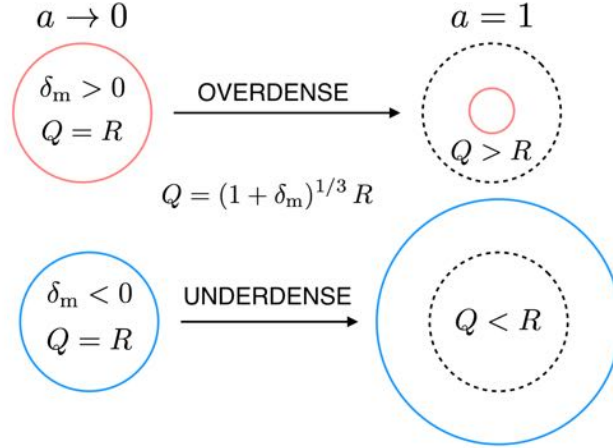 a → 0
a = 1
δ_m > 0
Q = R
OVERDENSE
Q > R
Q = (1 + δ_m)^{1/3} R
δ_m < 0
Q = R
UNDERDENSE
Q < R